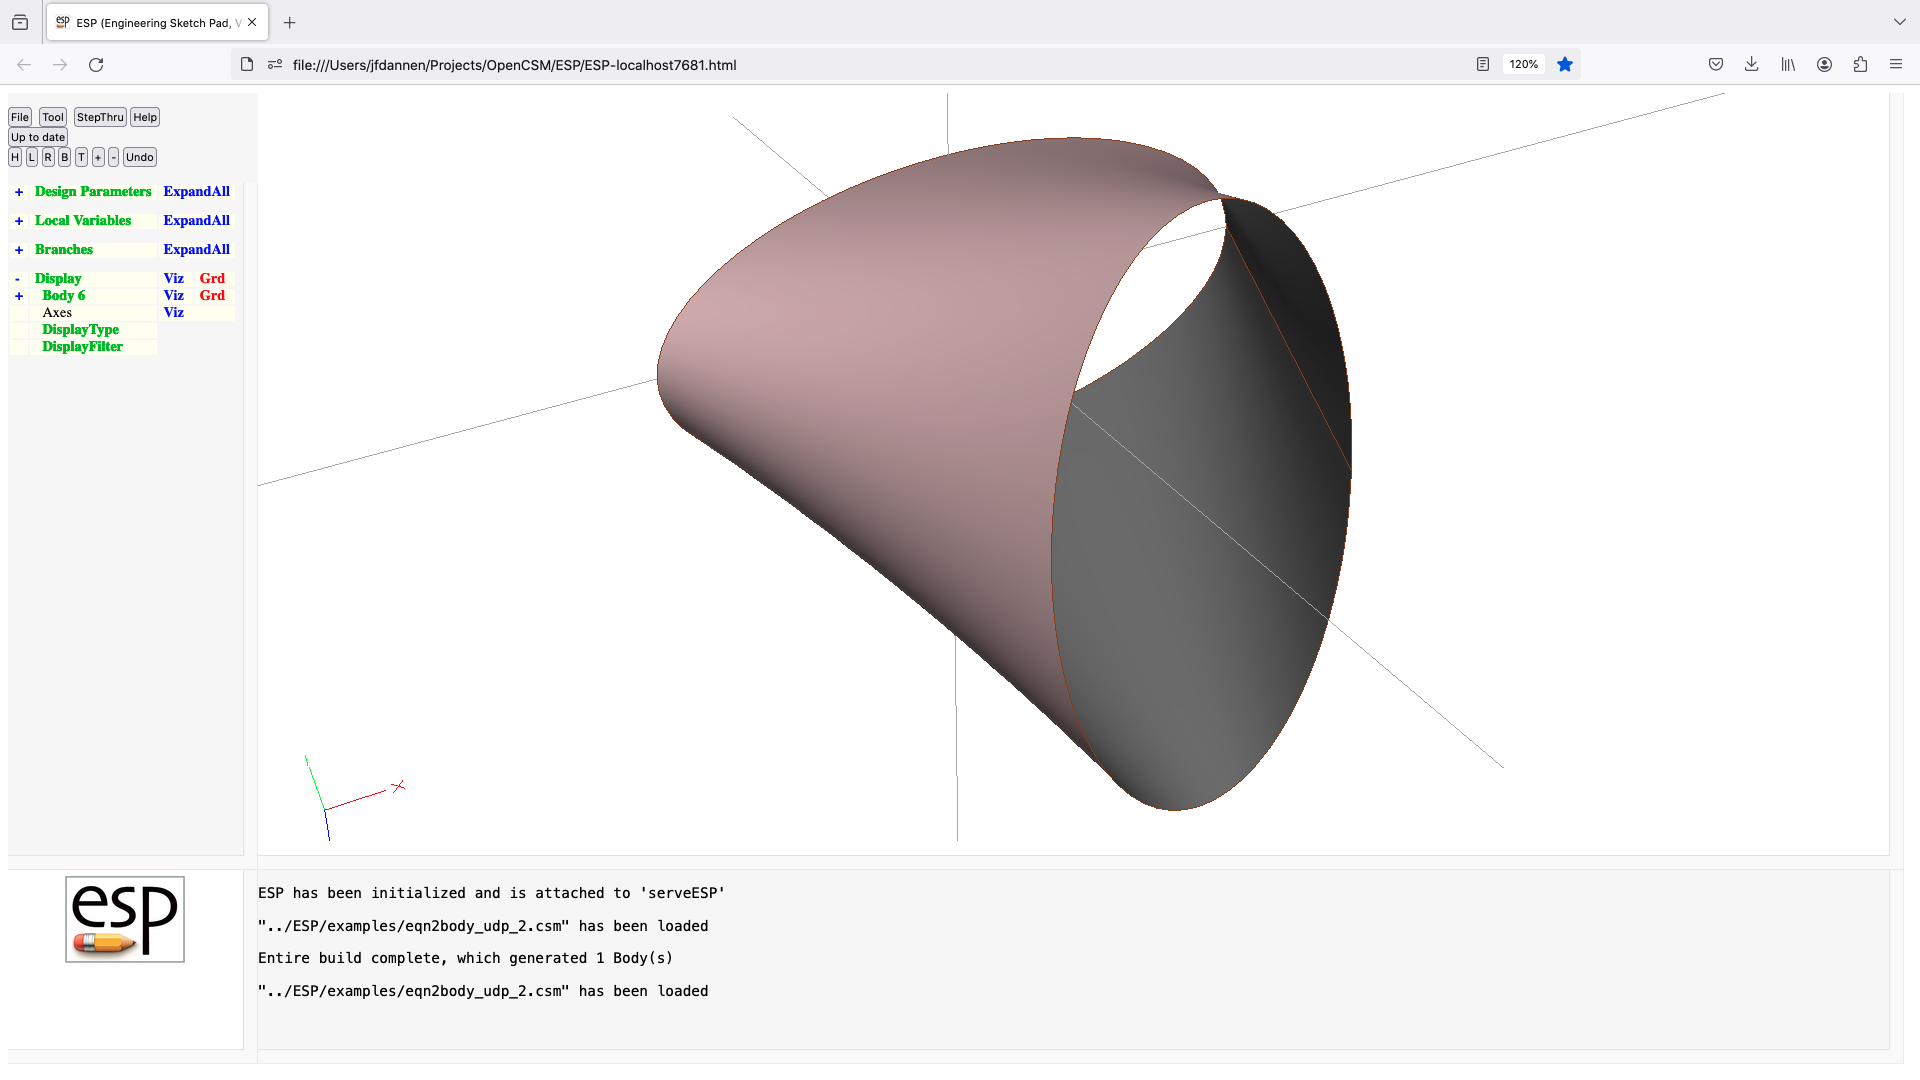 ESP (Engineering Sketch Pad, V
file:///Users/jfdannen/Projects/OpenCSM/ESP/ESP-localhost7681.html
120%
File Tool StepThru Help
Up to date
H L R B T + - Undo
+ Design Parameters ExpandAll
+ Local Variables ExpandAll
+ Branches ExpandAll
- Display Viz Grd
+ Body 6 Viz Grd
Axes Viz
DisplayType
DisplayFilter
X
esp
ESP has been initialized and is attached to 'serveESP'
"../ESP/examples/eqn2body_udp_2.csm" has been loaded
Entire build complete, which generated 1 Body(s)
"../ESP/examples/eqn2body_udp_2.csm" has been loaded